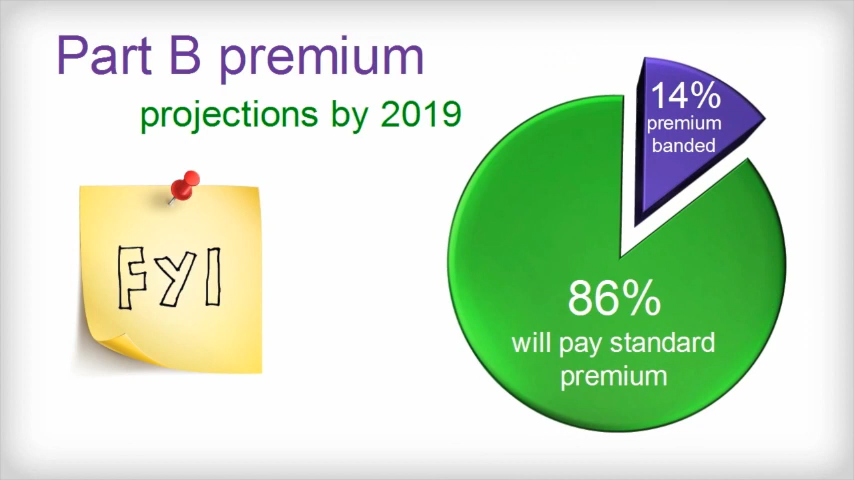 Part B premium
projections by 2019
FYI
14%
premium
banded
86%
will pay standard
premium